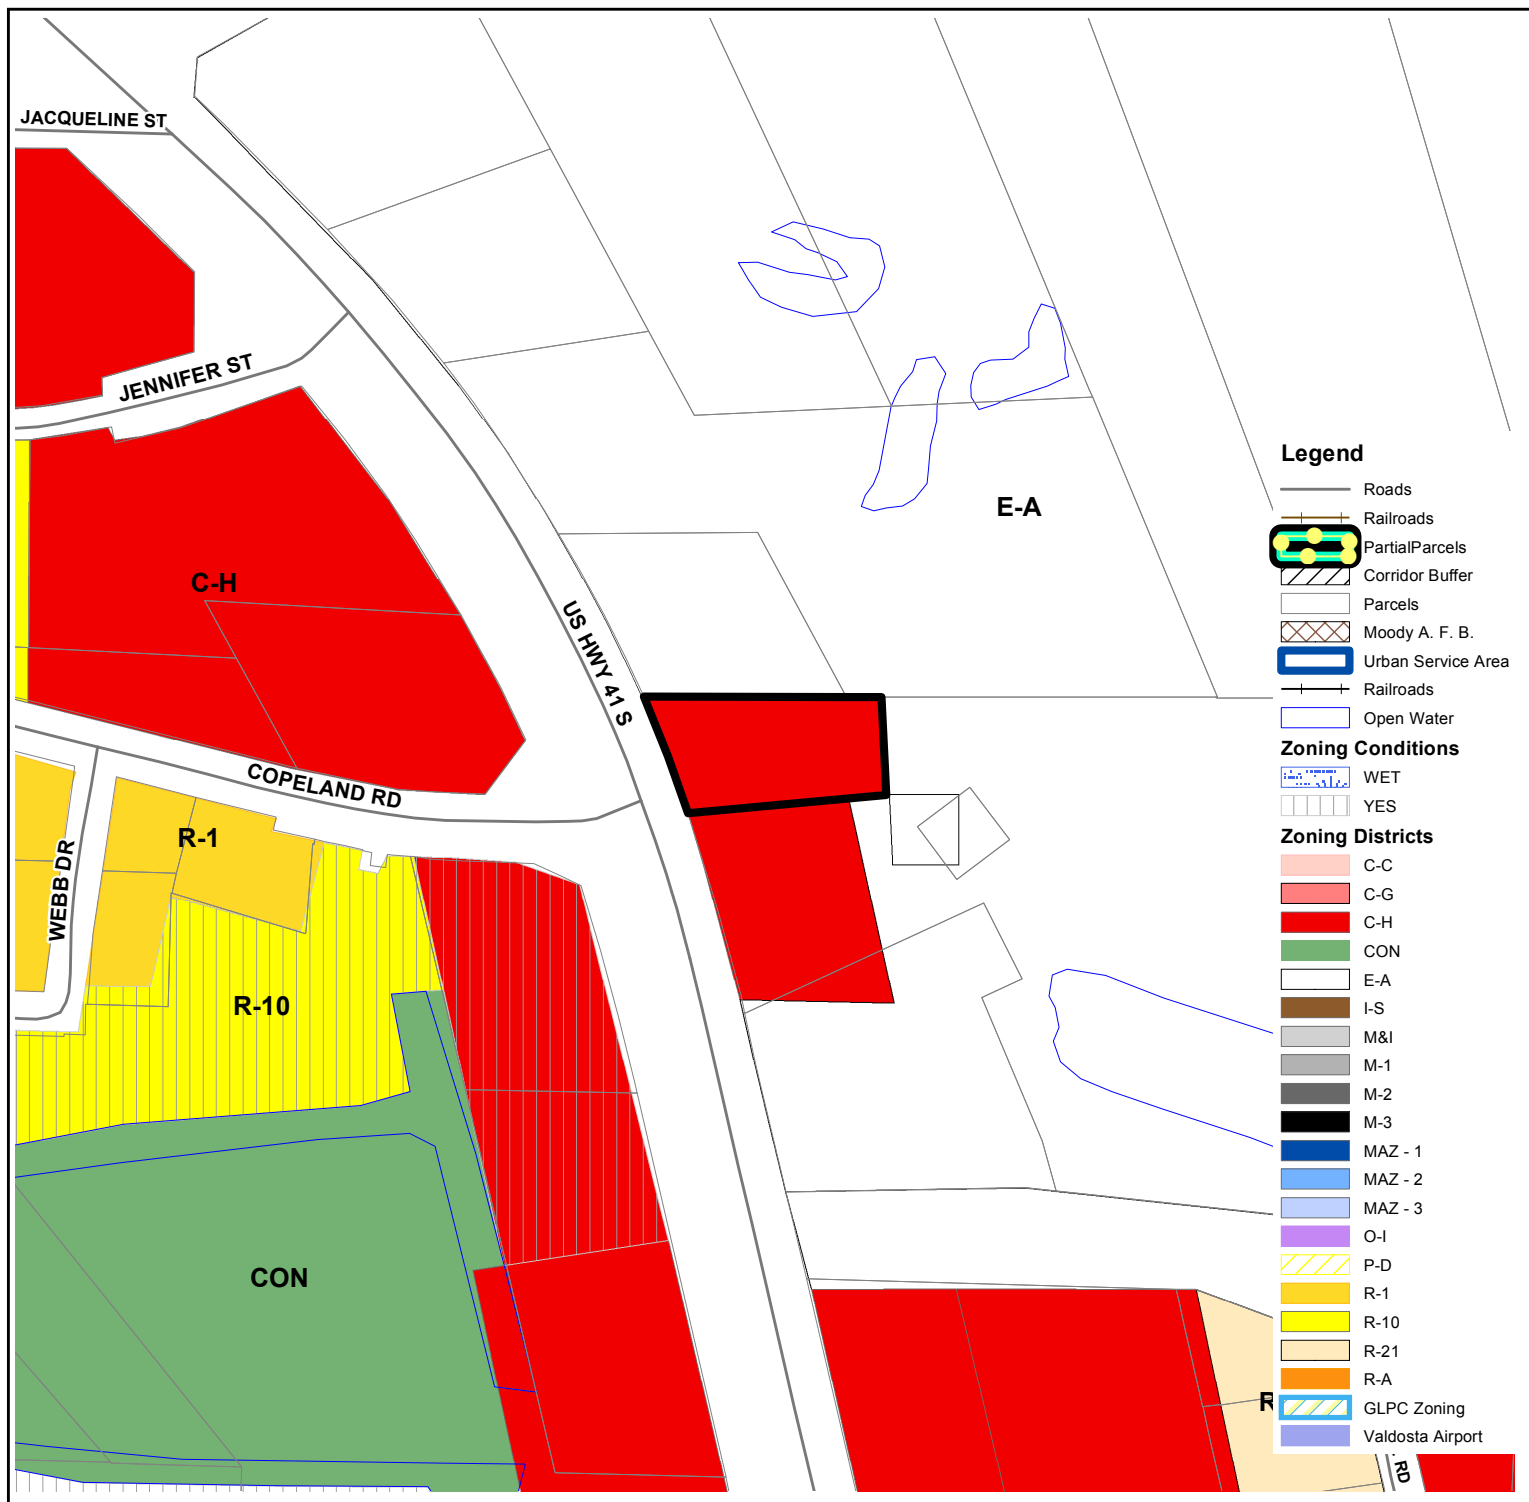 JACQUELINE ST
JENNIFER ST
E-A
C-H
US HWY 41 S
COPELAND RD
R-1
WEBB DR
R-10
CON
R
RD
Legend
Roads
Railroads
PartialParcels
Corridor Buffer
Parcels
Moody A. F. B.
Urban Service Area
Railroads
Open Water
Zoning Conditions
WET
YES
Zoning Districts
C-C
C-G
C-H
CON
E-A
I-S
M&I
M-1
M-2
M-3
MAZ - 1
MAZ - 2
MAZ - 3
O-I
P-D
R-1
R-10
R-21
R-A
GLPC Zoning
Valdosta Airport